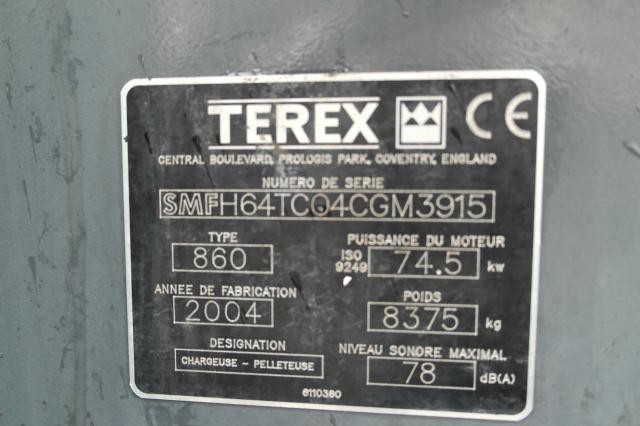 TEREX CE
CENTRAL BOULEVARD, PROLOGIS PARK, COVENTRY, ENGLAND
NUMERO DE SERIE
SMFH64TC04CGM3915
TYPE
860
PUISSANCE DU MOTEUR
ISO 9249 74.5 kw
ANNEE DE FABRICATION
2004
POIDS
8375 kg
DESIGNATION
CHARGEUSE - PELLETEUSE
NIVEAU SONORE MAXIMAL
78 dB(A)
6110360